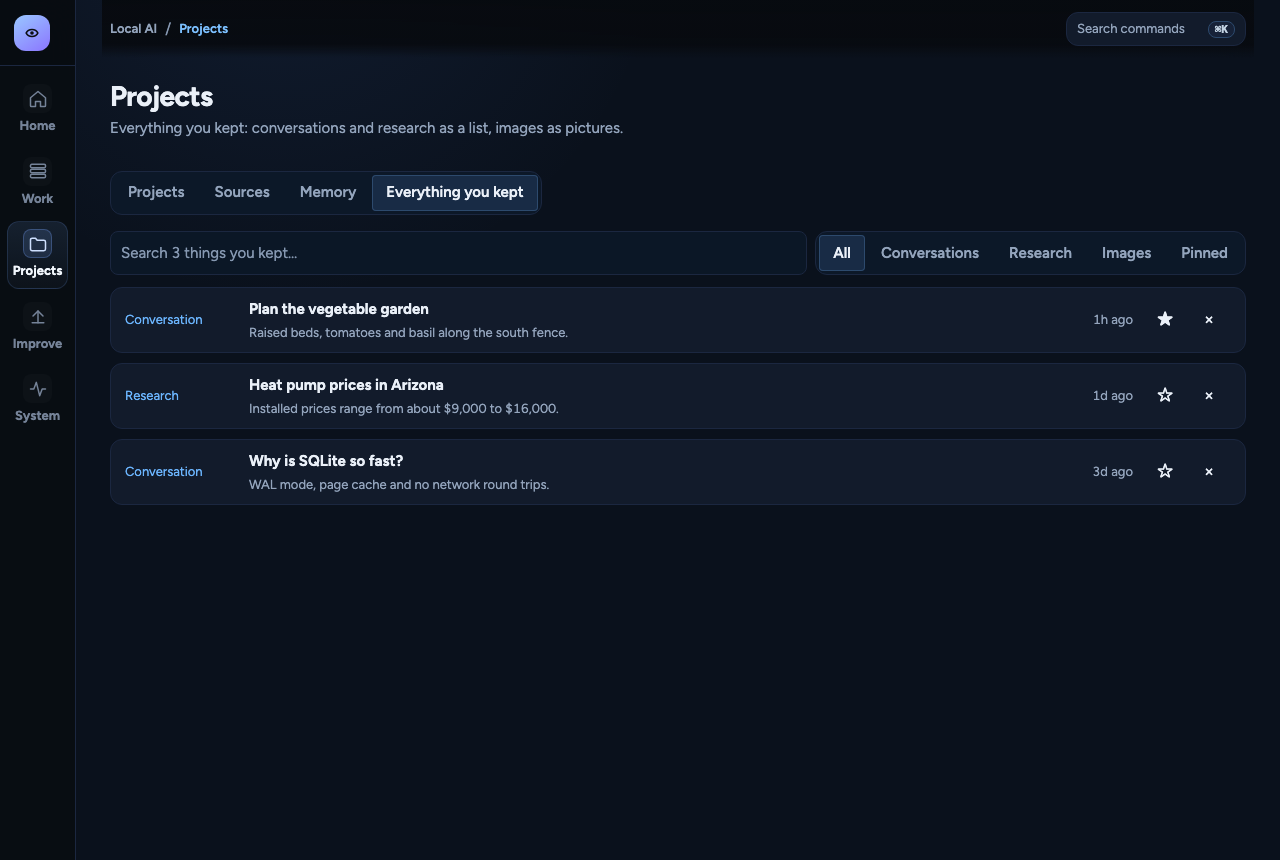 Local AI / Projects
Search commands ⌘K
Home
Work
Projects
Improve
System
Projects
Everything you kept: conversations and research as a list, images as pictures.
Projects Sources Memory Everything you kept
Search 3 things you kept...
All Conversations Research Images Pinned
Conversation
Plan the vegetable garden
Raised beds, tomatoes and basil along the south fence.
1h ago ★ ×
Research
Heat pump prices in Arizona
Installed prices range from about $9,000 to $16,000.
1d ago ☆ ×
Conversation
Why is SQLite so fast?
WAL mode, page cache and no network round trips.
3d ago ☆ ×